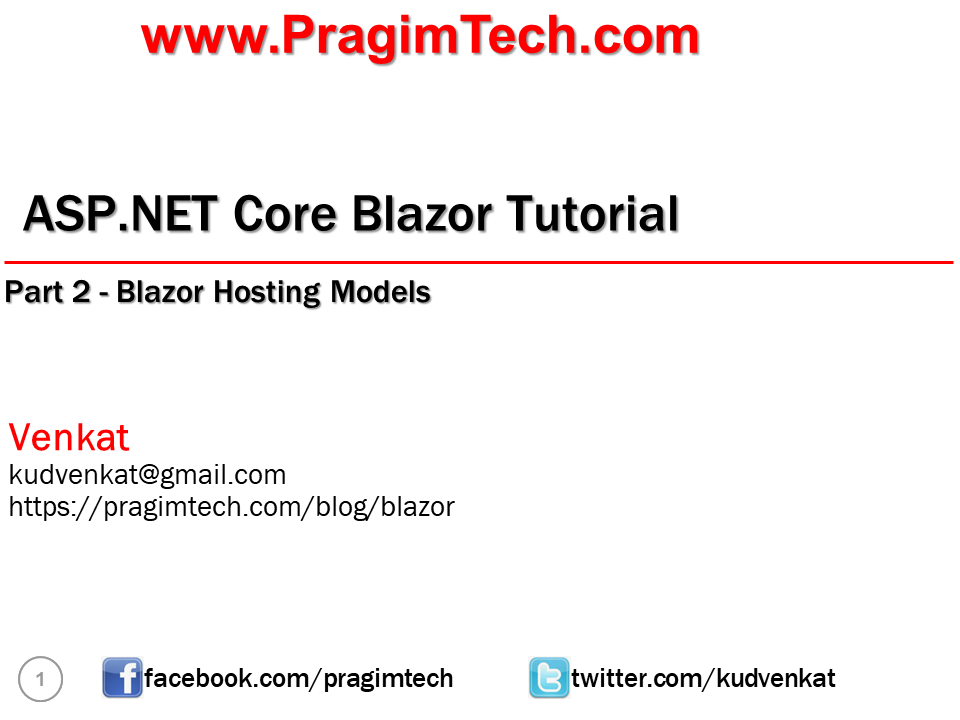 www.PragimTech.com
ASP.NET Core Blazor Tutorial
Part 2 - Blazor Hosting Models
Venkat
kudvenkat@gmail.com
https://pragimtech.com/blog/blazor
1
facebook.com/pragimtech
twitter.com/kudvenkat